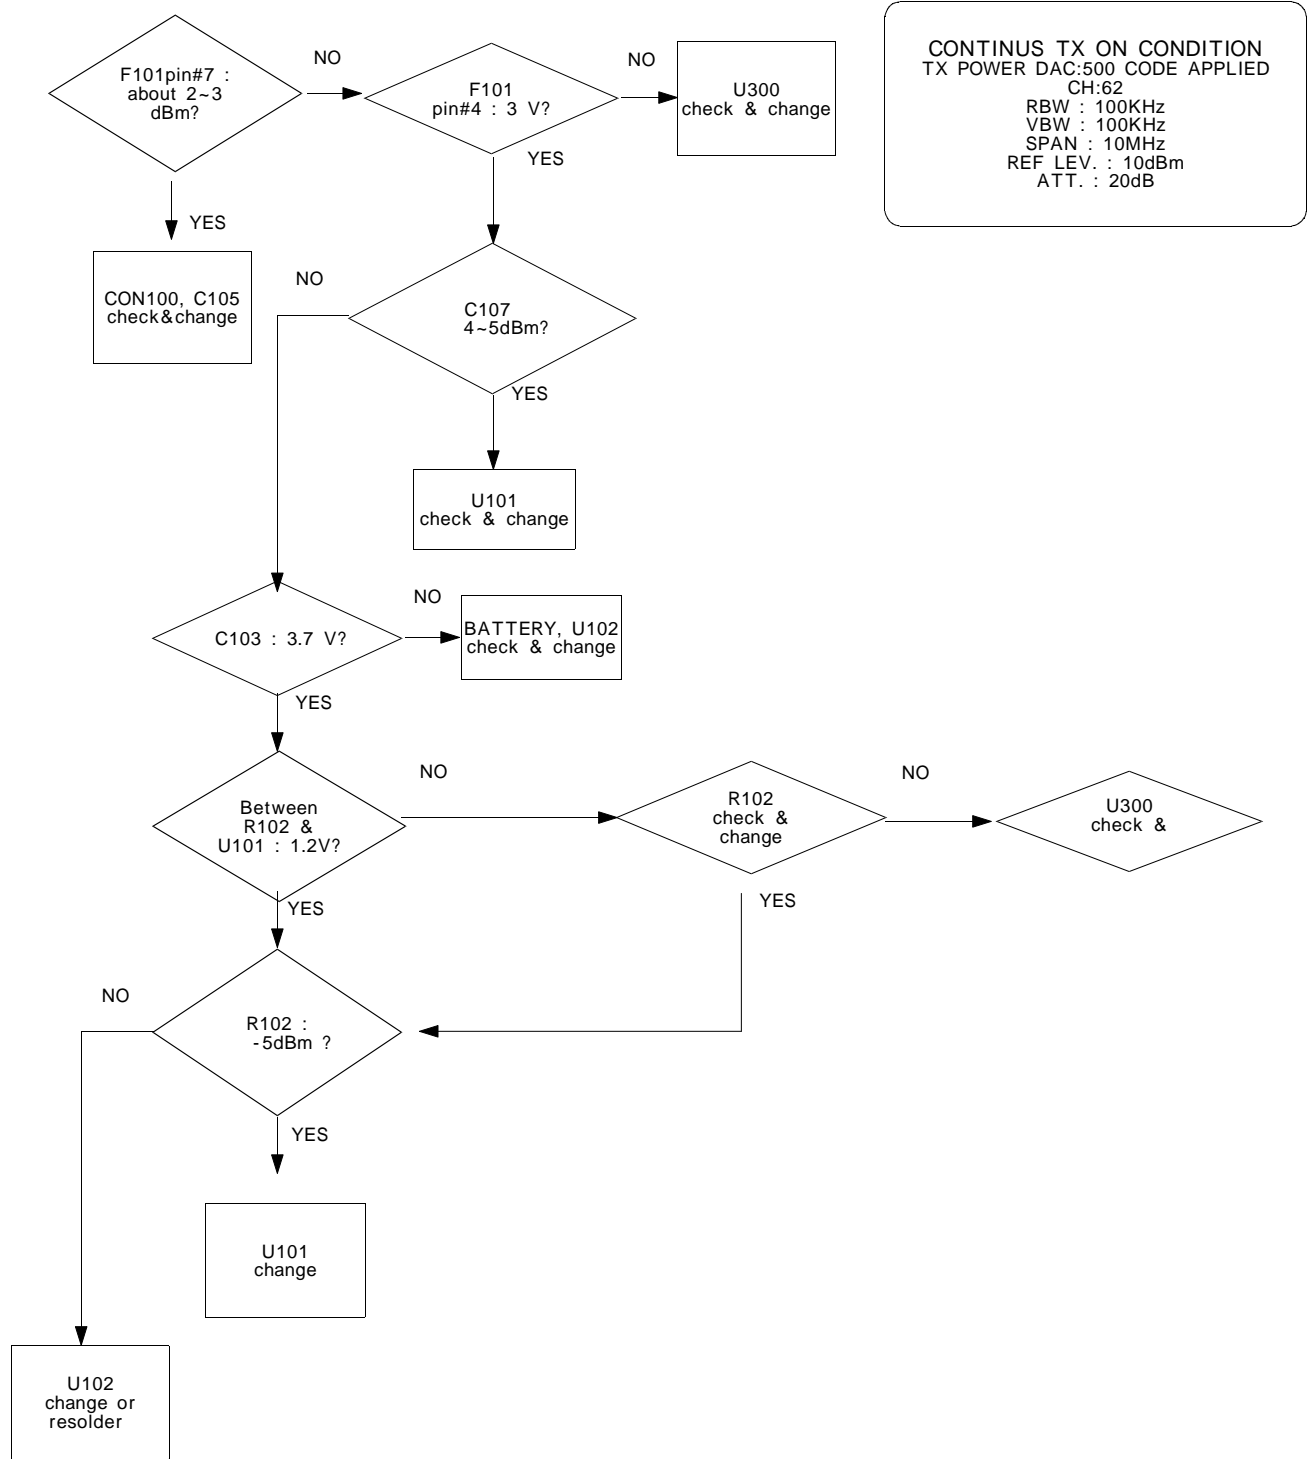 F101pin#7 :
about 2~3
dBm?
NO
F101
pin#4 : 3 V?
NO
U300
check & change
CONTINUS TX ON CONDITION
TX POWER DAC:500 CODE APPLIED
CH:62
RBW : 100KHz
VBW : 100KHz
SPAN : 10MHz
REF LEV. : 10dBm
ATT. : 20dB
YES
YES
CON100, C105
check&change
NO
C107
4~5dBm?
YES
U101
check & change
C103 : 3.7 V?
NO
BATTERY, U102
check & change
YES
Between
R102 &
U101 : 1.2V?
NO
R102
check &
change
NO
U300
check &
YES
YES
NO
R102 :
-5dBm ?
YES
U101
change
U102
change or
resolder